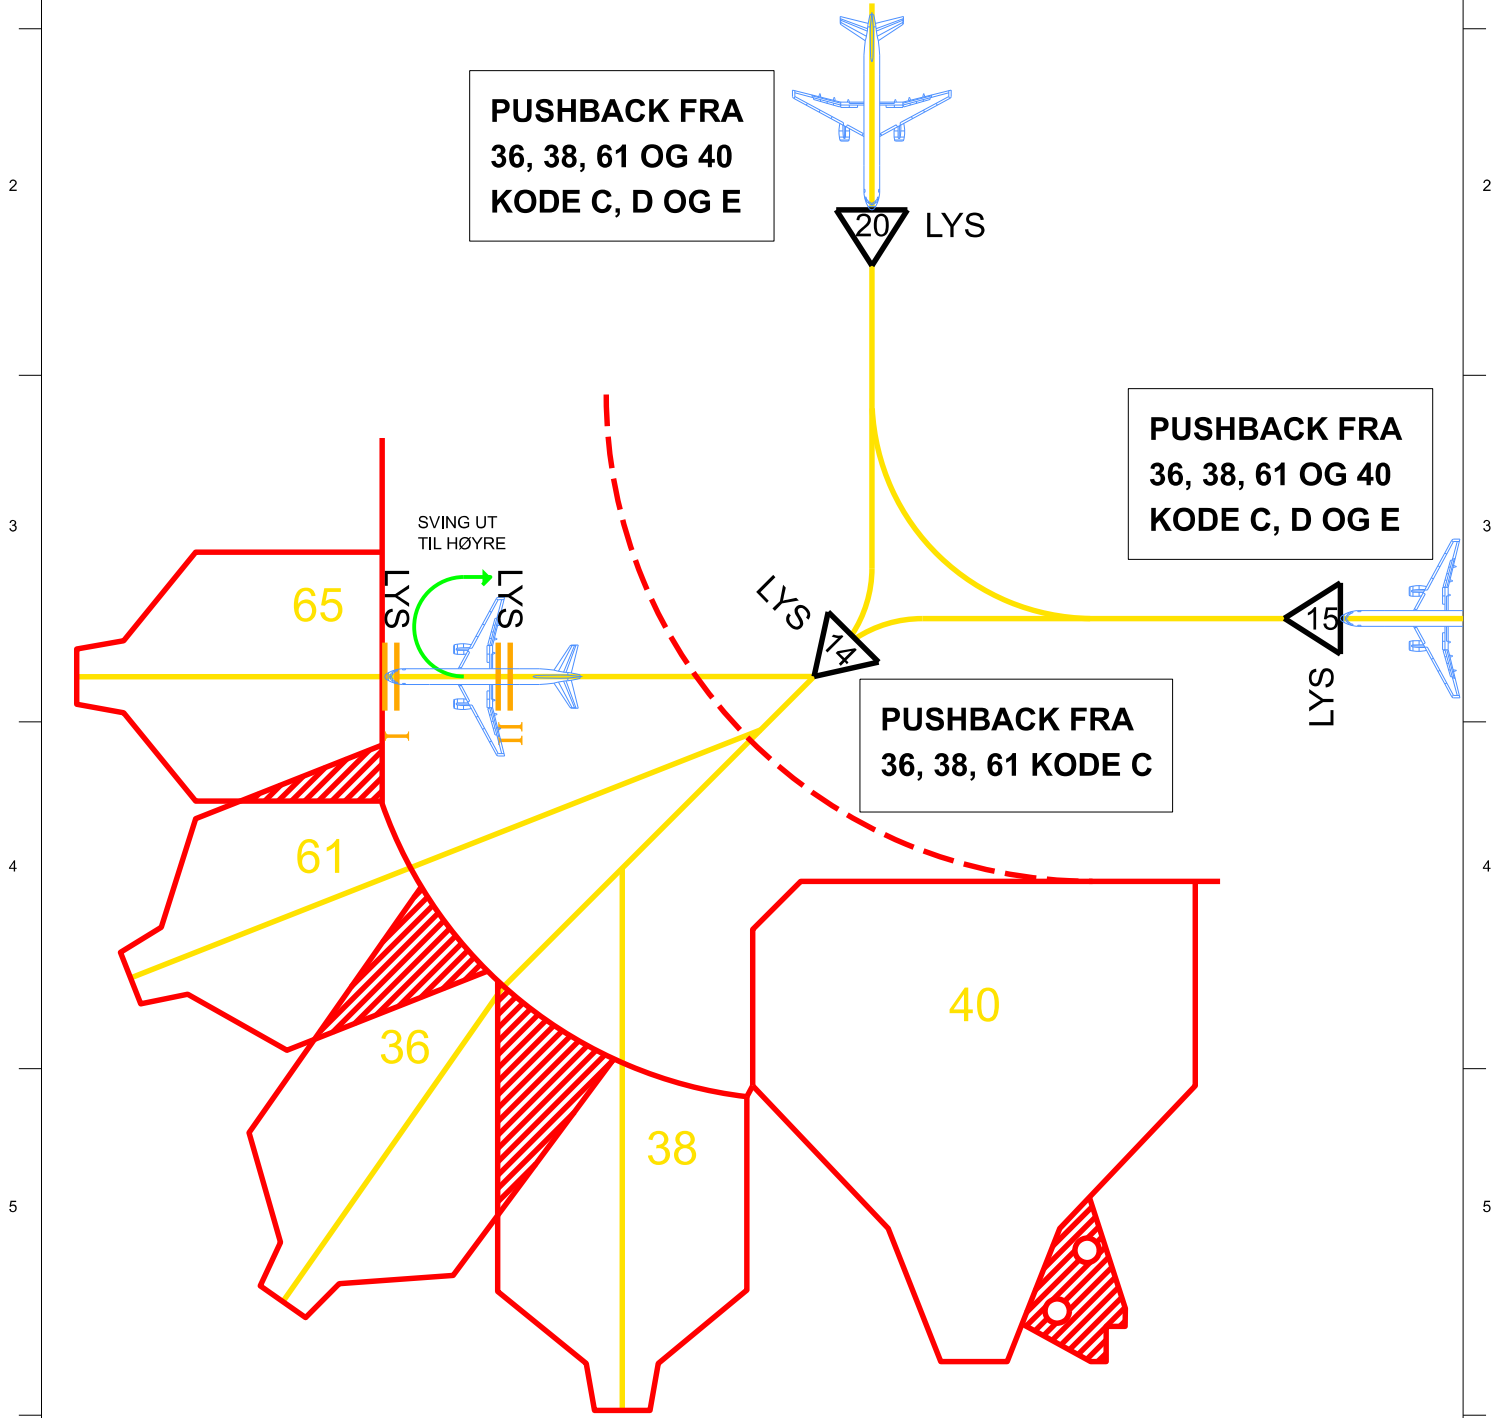 PUSHBACK FRA
36, 38, 61 OG 40
KODE C, D OG E
2
2
20
LYS
PUSHBACK FRA
36, 38, 61 OG 40
KODE C, D OG E
3
3
SVING UT
TIL HØYRE
LYS
LYS
65
LYS
14
15
LYS
I
II
PUSHBACK FRA
36, 38, 61 KODE C
4
4
61
36
40
38
5
5